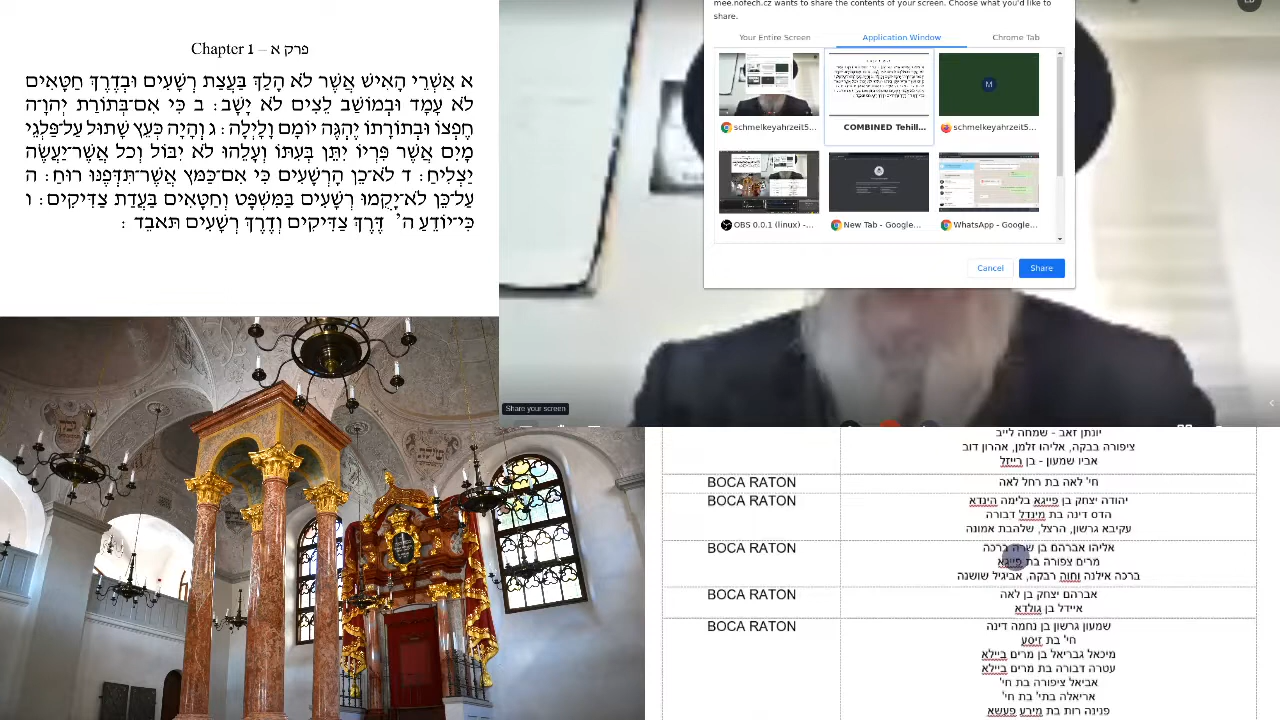 Chapter 1 – פרק א
א אַשְׁרֵי הָאִישׁ אֲשֶׁר לֹא הָלַךְ בַּעֲצַת רְשָׁעִים וּבְדֶרֶךְ חַטָּאִים
לֹא עָמָד וּבְמוֹשַׁב לֵצִים לֹא יָשָׁב: ב כִּי אִם־בְּתוֹרַת יְהוָֹה
חֶפְצוֹ וּבְתוֹרָתוֹ יֶהְגֶּה יוֹמָם וָלָיְלָה: ג וְהָיָה כְּעֵץ שָׁתוּל עַל־פַּלְגֵי
מָיִם אֲשֶׁר פִּרְיוֹ יִתֵּן בְּעִתּוֹ וְעָלֵהוּ לֹא יִבּוֹל וְכֹל אֲשֶׁר־יַעֲשֶׂה
יַצְלִיחַ: ד לֹא־כֵן הָרְשָׁעִים כִּי אִם־כַּמֹּץ אֲשֶׁר־תִּדְּפֶנּוּ רוּחַ: ה
עַל־כֵּן לֹא־יָקֻמוּ רְשָׁעִים בַּמִּשְׁפָּט וְחַטָּאִים בַּעֲדַת צַדִּיקִים: ו
כִּי־יוֹדֵעַ ה' דֶּרֶךְ צַדִּיקִים וְדֶרֶךְ רְשָׁעִים תֹּאבֵד:
mee.nofech.cz wants to share the contents of your screen. Choose what you'd like to
share.
Your Entire Screen
Application Window
Chrome Tab
M
schmelkeyahrzeit5...
COMBINED Tehill...
schmelkeyahrzeit5...
OBS 0.0.1 (linux) -...
New Tab - Google...
WhatsApp - Google...
Cancel
Share
Share your screen
יונתן זאב - שמחה לייב
ציפורה בבקה, אליהו זלמן, אהרון דוב
אביו שמעון - בן רייזל
BOCA RATON
חי' לאה בת רחל לאה
BOCA RATON
יהודה יצחק בן פייגא בלימה הינדא
הדס דינה בת מינדל דבורה
עקיבא גרשון, הרצל, שלהבת אמונה
BOCA RATON
אליהו אברהם בן שרה ברכה
מרים צפורה בת פייגא
ברכה אילנה וחוה רבקה, אביגיל שושנה
BOCA RATON
אברהם יצחק בן לאה
איידל בן גולדא
BOCA RATON
שמעון גרשון בן נחמה דינה
חי' בת זיסע
מיכאל גבריאל בן מרים ביילא
עטרה דבורה בת מרים ביילא
אביאל ציפורה בת חי'
אריאלה בתי' בת חי'
פנינה רות בת מירע פעשא